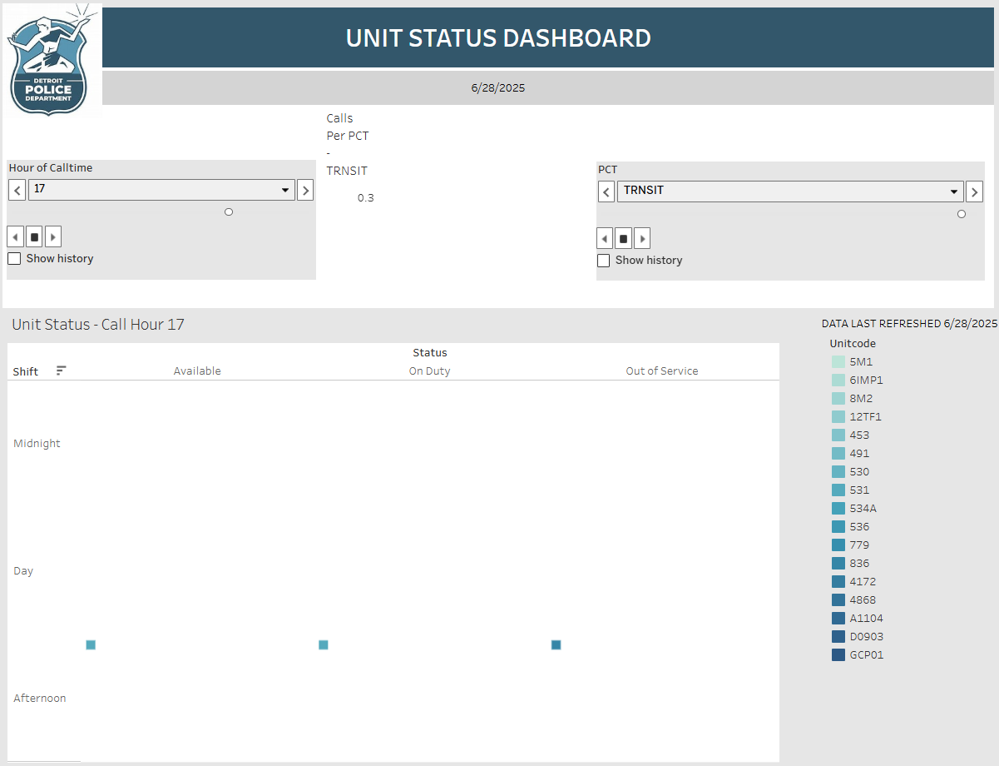 DETROIT
POLICE
DEPARTMENT
UNIT STATUS DASHBOARD
6/28/2025
Calls
Per PCT
-
TRNSIT
0.3
Hour of Calltime
17
Show history
PCT
TRNSIT
Show history
Unit Status - Call Hour 17
Status
Shift
Available
On Duty
Out of Service
Midnight
Day
Afternoon
DATA LAST REFRESHED 6/28/2025
Unitcode
5M1
6IMP1
8M2
12TF1
453
491
530
531
534A
536
779
836
4172
4868
A1104
D0903
GCP01